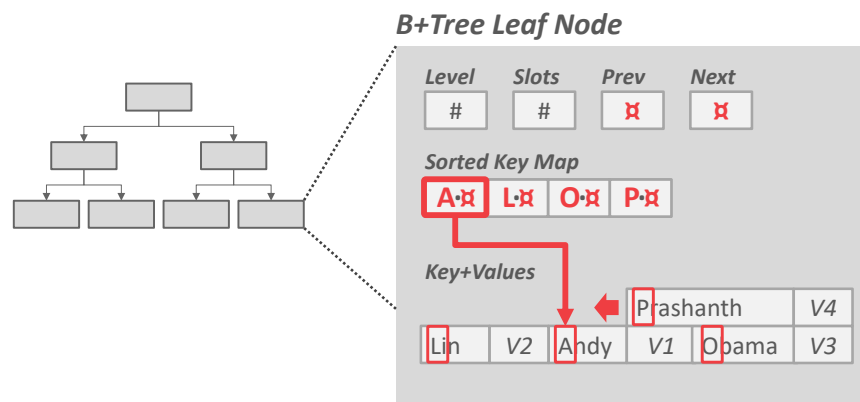 B+Tree Leaf Node
Level Slots Prev Next
# # ¤ ¤
Sorted Key Map
A·¤ L·¤ O·¤ P·¤
Key+Values
Prashanth V4
Lin V2 Andy V1 Obama V3